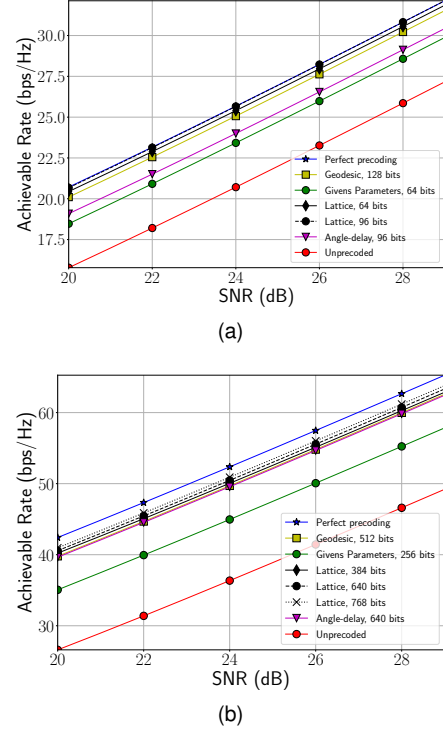 30.0
27.5
25.0
22.5
20.0
17.5
Achievable Rate (bps/Hz)
Perfect precoding
Geodesic, 128 bits
Givens Parameters, 64 bits
Lattice, 64 bits
Lattice, 96 bits
Angle-delay, 96 bits
Unprecoded
20 22 24 26 28
SNR (dB)
(a)
60
50
40
30
Achievable Rate (bps/Hz)
Perfect precoding
Geodesic, 512 bits
Givens Parameters, 256 bits
Lattice, 384 bits
Lattice, 640 bits
Lattice, 768 bits
Angle-delay, 640 bits
Unprecoded
20 22 24 26 28
SNR (dB)
(b)